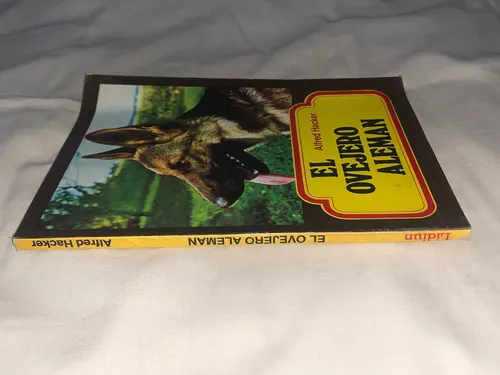 Alfred Hacker
EL
OVEJERO
ALEMAN
Alfred Hacker
EL OVEJERO ALEMAN
Lidiun